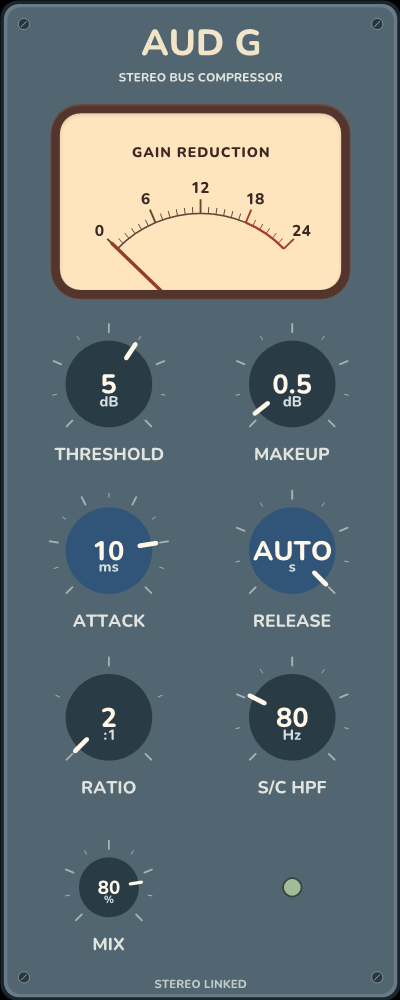 AUD G
STEREO BUS COMPRESSOR
GAIN REDUCTION
0 6 12 18 24
5 dB
THRESHOLD
0.5 dB
MAKEUP
10 ms
ATTACK
AUTO s
RELEASE
2 :1
RATIO
80 Hz
S/C HPF
80 %
MIX
STEREO LINKED